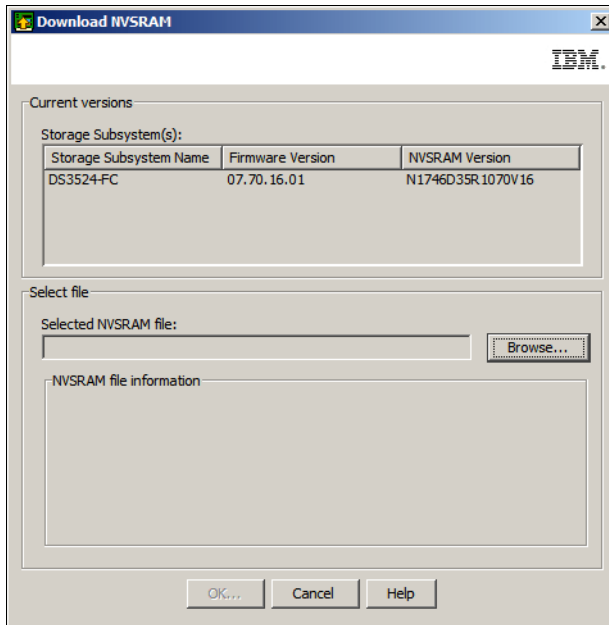 Download NVSRAM
IBM.
Current versions
Storage Subsystem(s):
Storage Subsystem Name Firmware Version NVSRAM Version
DS3524-FC 07.70.16.01 N1746D35R1070V16
Select file
Selected NVSRAM file:
Browse...
NVSRAM file information
OK... Cancel Help